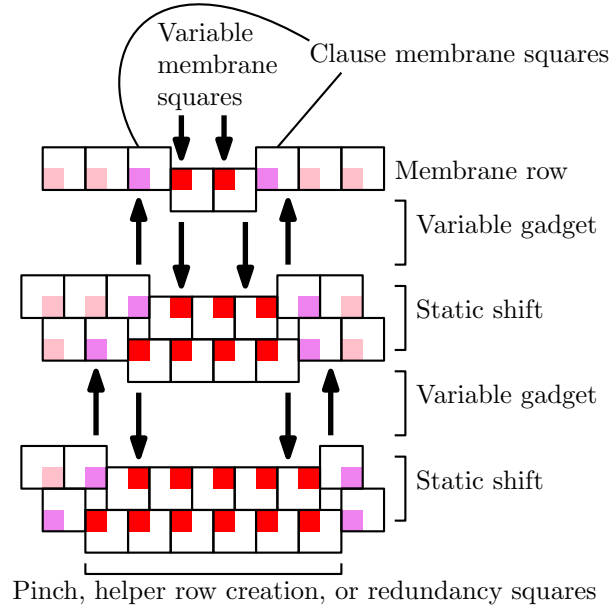 Variable
membrane
squares
Clause membrane squares
Membrane row
Variable gadget
Static shift
Variable gadget
Static shift
Pinch, helper row creation, or redundancy squares